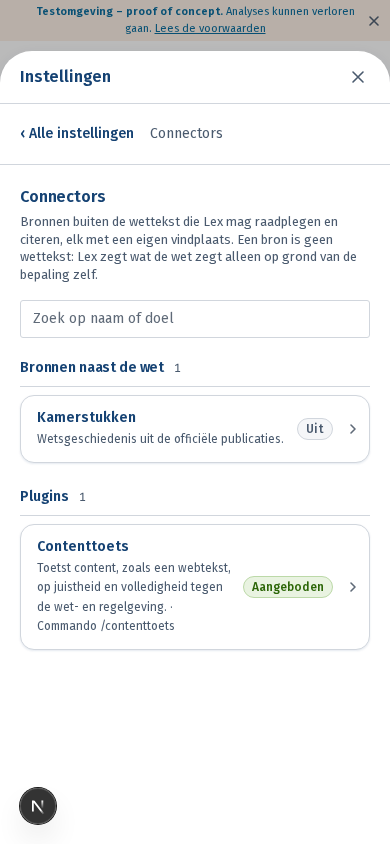 Testomgeving – proof of concept. Analyses kunnen verloren
gaan. Lees de voorwaarden
Instellingen
‹ Alle instellingen Connectors
Connectors
Bronnen buiten de wettekst die Lex mag raadplegen en
citeren, elk met een eigen vindplaats. Een bron is geen
wettekst: Lex zegt wat de wet zegt alleen op grond van de
bepaling zelf.
Zoek op naam of doel
Bronnen naast de wet 1
Kamerstukken
Wetsgeschiedenis uit de officiële publicaties.
Uit
Plugins 1
Contenttoets
Toetst content, zoals een webtekst,
op juistheid en volledigheid tegen
de wet- en regelgeving. ·
Commando /contenttoets
Aangeboden
N